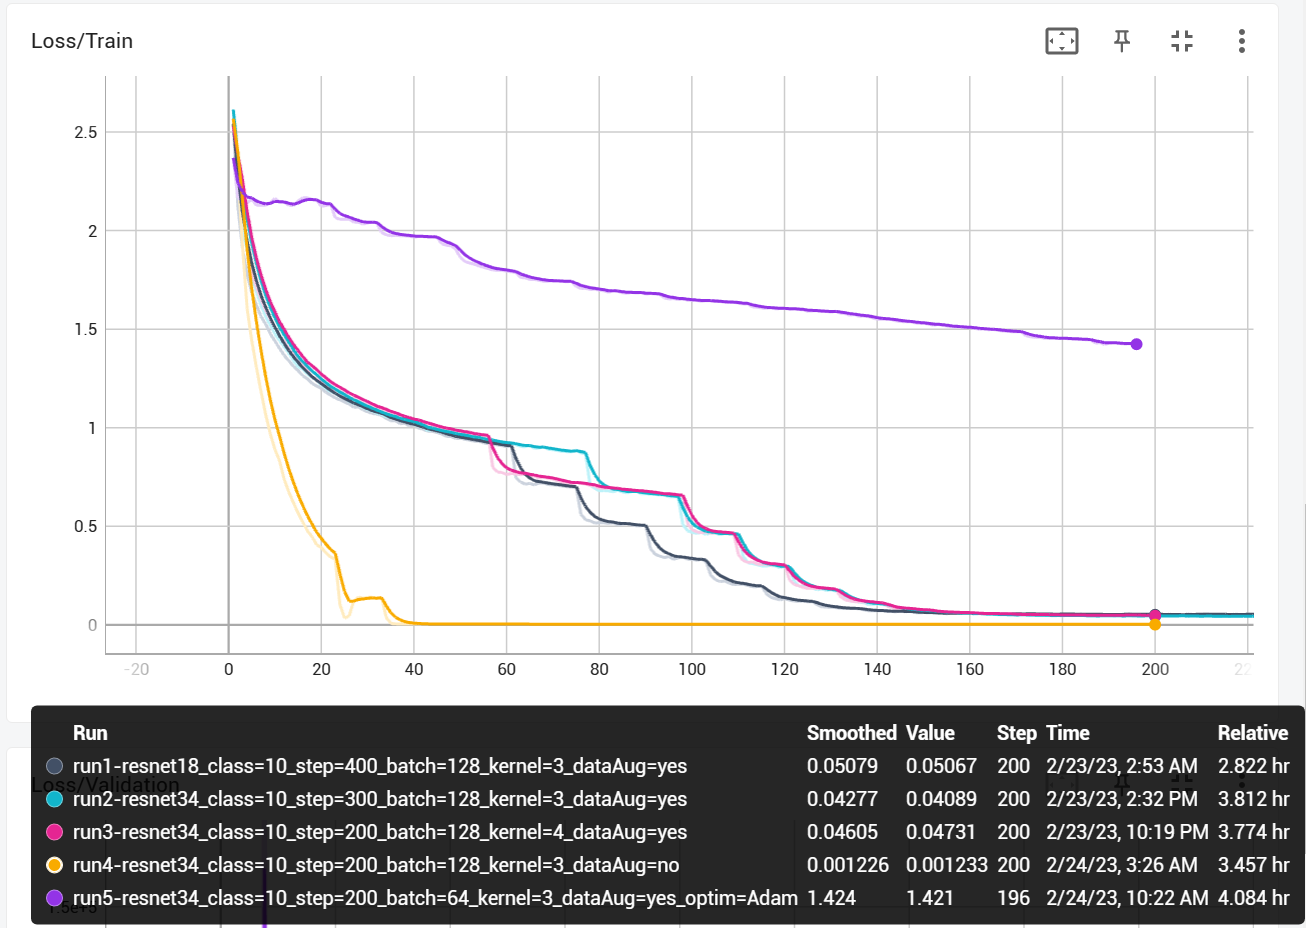 Loss/Train
2.5
2
1.5
1
0.5
0
-20 0 20 40 60 80 100 120 140 160 180 200 22
Run Smoothed Value Step Time Relative
run1-resnet18_class=10_step=400_batch=128_kernel=3_dataAug=yes 0.05079 0.05067 200 2/23/23, 2:53 AM 2.822 hr
Loss/Validation
run2-resnet34_class=10_step=300_batch=128_kernel=3_dataAug=yes 0.04277 0.04089 200 2/23/23, 2:32 PM 3.812 hr
run3-resnet34_class=10_step=200_batch=128_kernel=4_dataAug=yes 0.04605 0.04731 200 2/23/23, 10:19 PM 3.774 hr
run4-resnet34_class=10_step=200_batch=128_kernel=3_dataAug=no 0.001226 0.001233 200 2/24/23, 3:26 AM 3.457 hr
run5-resnet34_class=10_step=200_batch=64_kernel=3_dataAug=yes_optim=Adam 1.424 1.421 196 2/24/23, 10:22 AM 4.084 hr